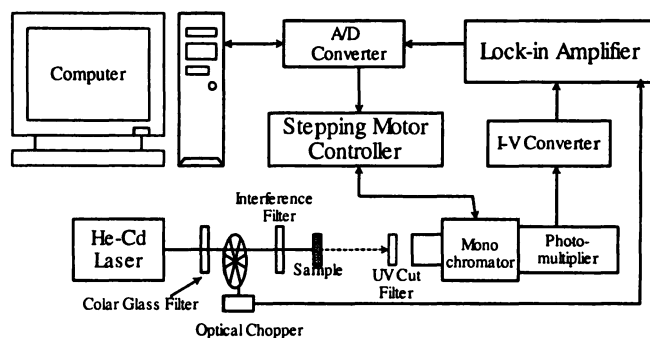 A/D
Converter
Lock-in Amplifier
Computer
Stepping Motor
Controller
I-V Converter
Interference
Filter
He-Cd
Laser
Mono
chromator
Photo-
multiplier
Sample
UV Cut
Filter
Colar Glass Filter
Optical Chopper